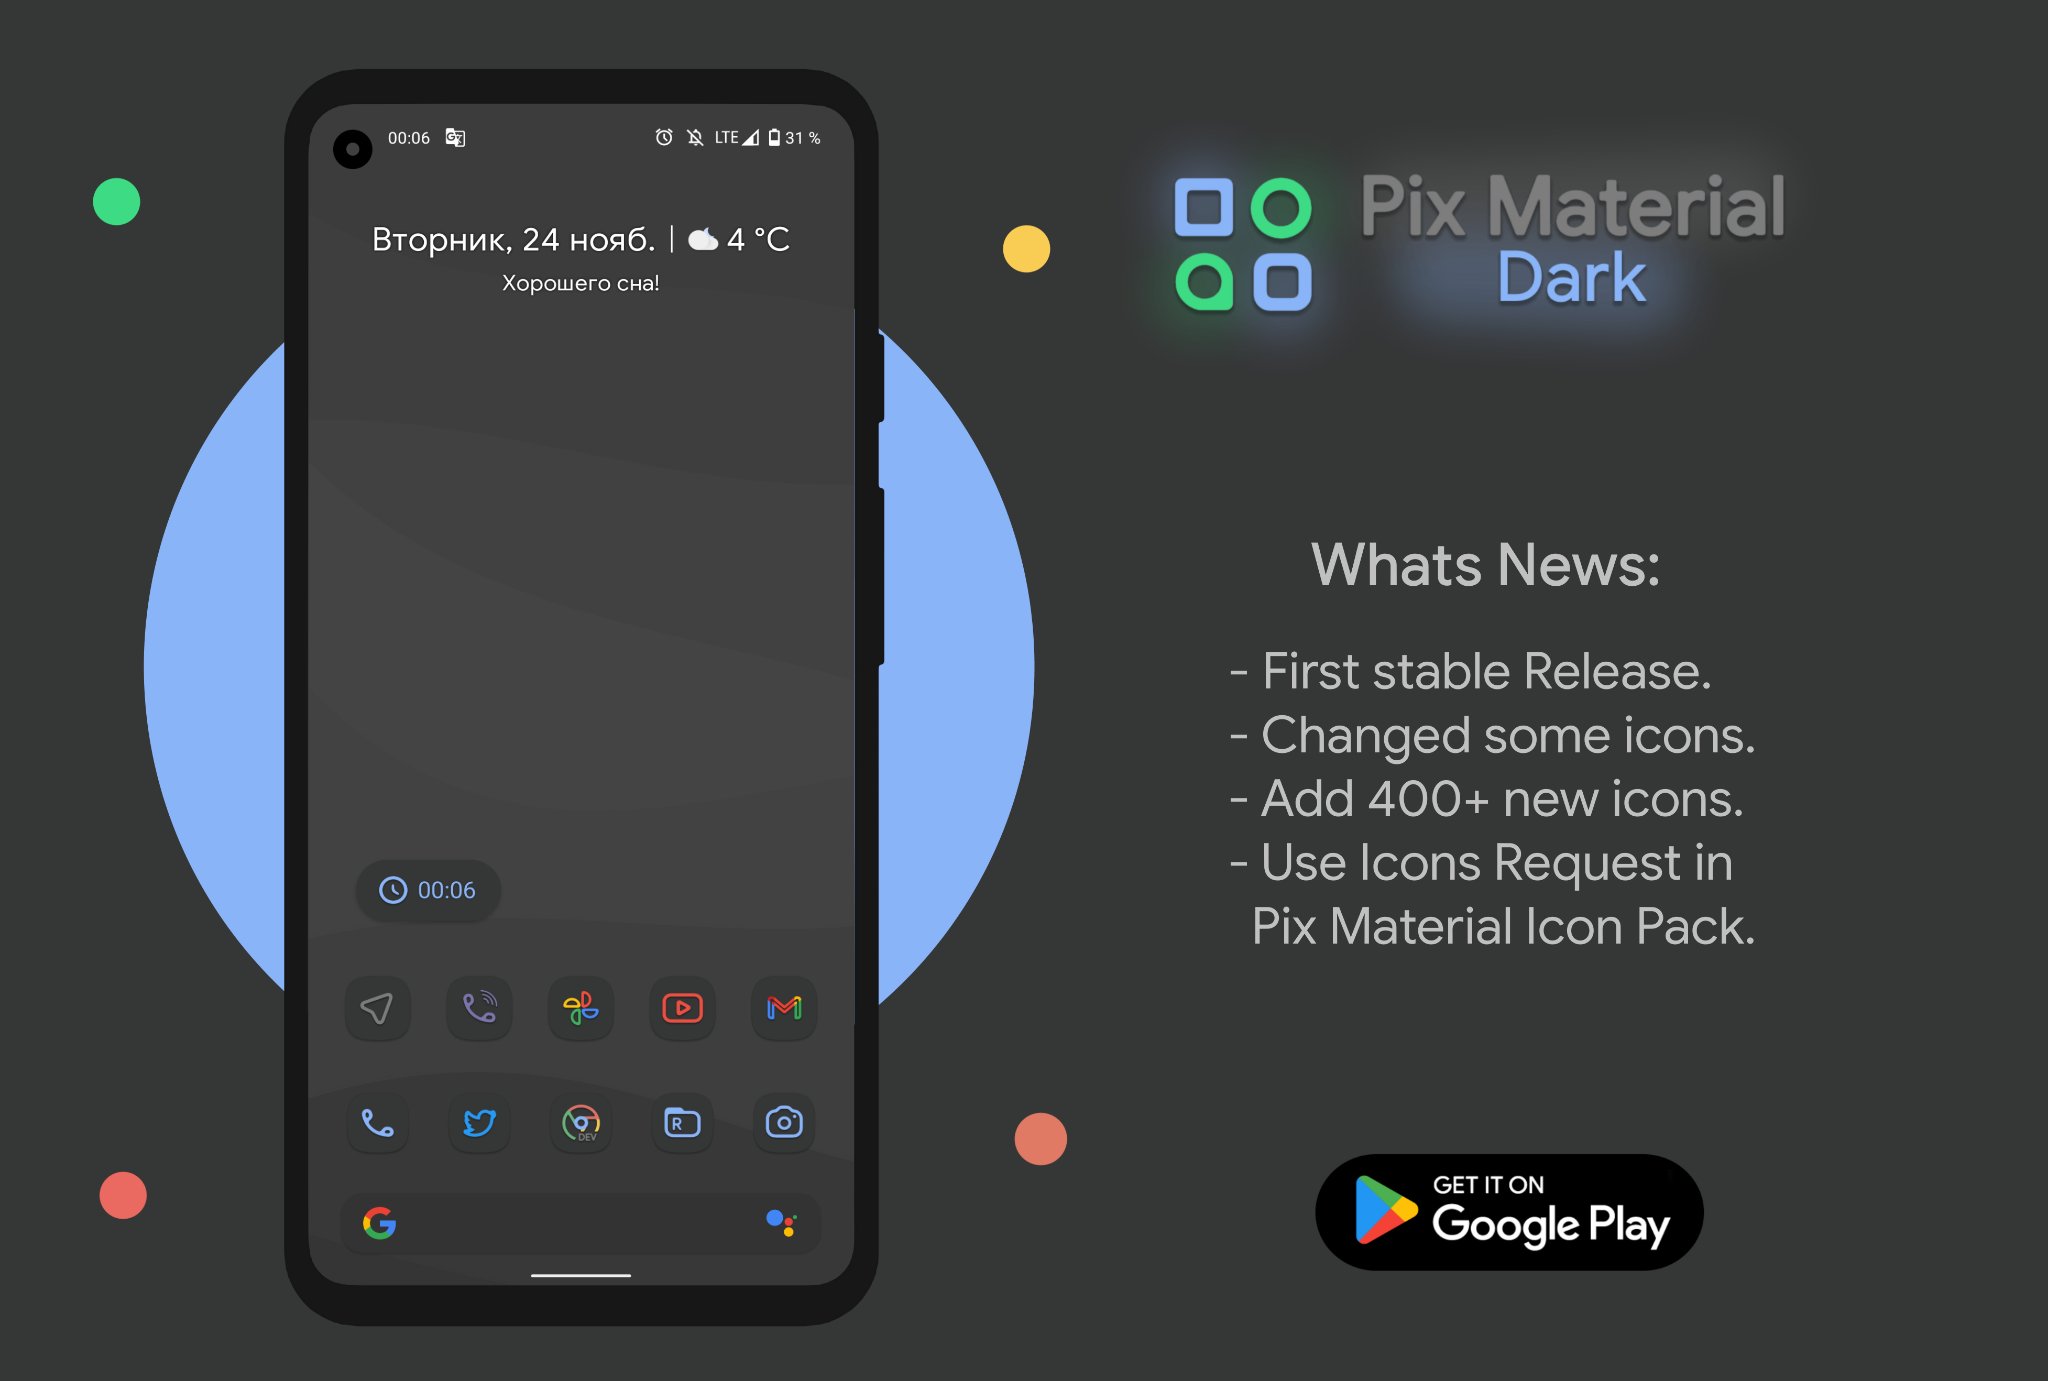 00:06
LTE 31 %
Вторник, 24 нояб. | 4 °C
Хорошего сна!
00:06
DEV
R
Pix Material
Dark
Whats News:
- First stable Release.
- Changed some icons.
- Add 400+ new icons.
- Use Icons Request in
Pix Material Icon Pack.
GET IT ON
Google Play